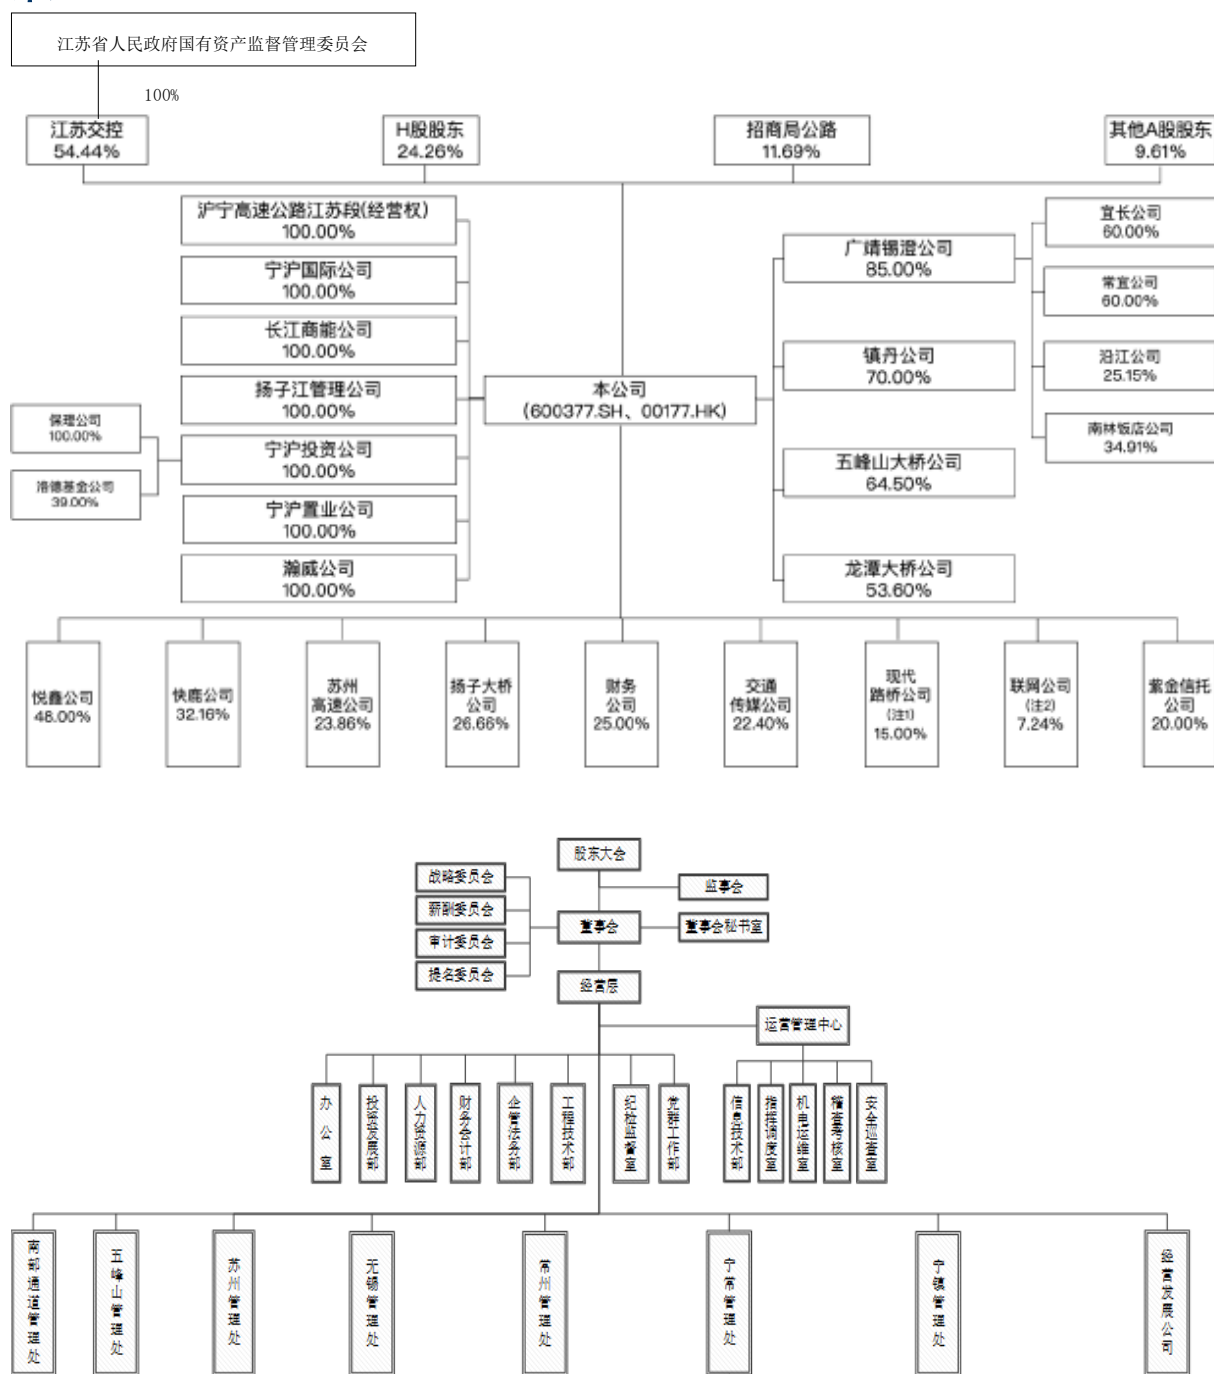 江苏省人民政府国有资产监督管理委员会
100%
江苏交控
54.44%
H股股东
24.26%
招商局公路
11.69%
其他A股股东
9.61%
沪宁高速公路江苏段(经营权)
100.00%
宁沪国际公司
100.00%
长江商能公司
100.00%
扬子江管理公司
100.00%
宁沪投资公司
100.00%
宁沪置业公司
100.00%
瀚威公司
100.00%
保理公司
100.00%
洛德基金公司
39.00%
本公司
(600377.SH、00177.HK)
广靖锡澄公司
85.00%
镇丹公司
70.00%
五峰山大桥公司
64.50%
龙潭大桥公司
53.60%
宜长公司
60.00%
常宜公司
60.00%
沿江公司
25.15%
南林饭店公司
34.91%
悦鑫公司
48.00%
快鹿公司
32.16%
苏州
高速公司
23.86%
扬子大桥
公司
26.66%
财务
公司
25.00%
交通
传媒公司
22.40%
现代
路桥公司
(注1)
15.00%
联网公司
(注2)
7.24%
紫金信托
公司
20.00%
股东大会
监事会
战略委员会
薪酬委员会
审计委员会
提名委员会
董事会
董事会秘书室
经营层
运营管理中心
办公室
投资发展部
人力资源部
财务会计部
企管法务部
工程技术部
纪检监督室
党群工作部
信息技术部
指挥调度室
机电运维室
稽查考核室
安全巡查室
南部通道管理处
五峰山管理处
苏州管理处
无锡管理处
常州管理处
宁常管理处
宁镇管理处
经营发展公司